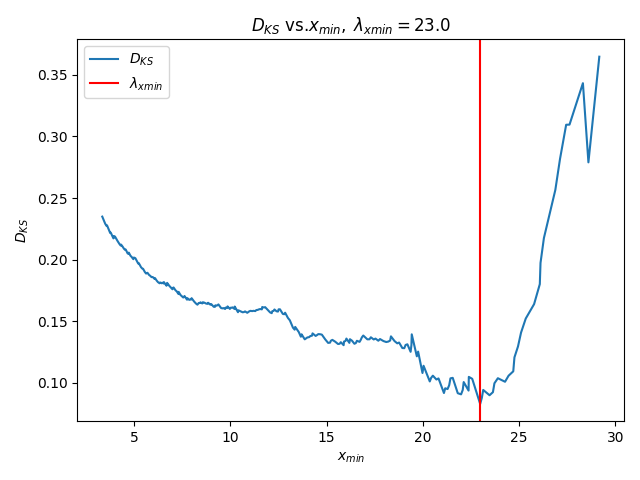 D_KS vs.x_min, λ_xmin = 23.0
D_KS
λ_xmin
0.35
0.30
0.25
0.20
0.15
0.10
D_KS
5 10 15 20 25 30
x_min